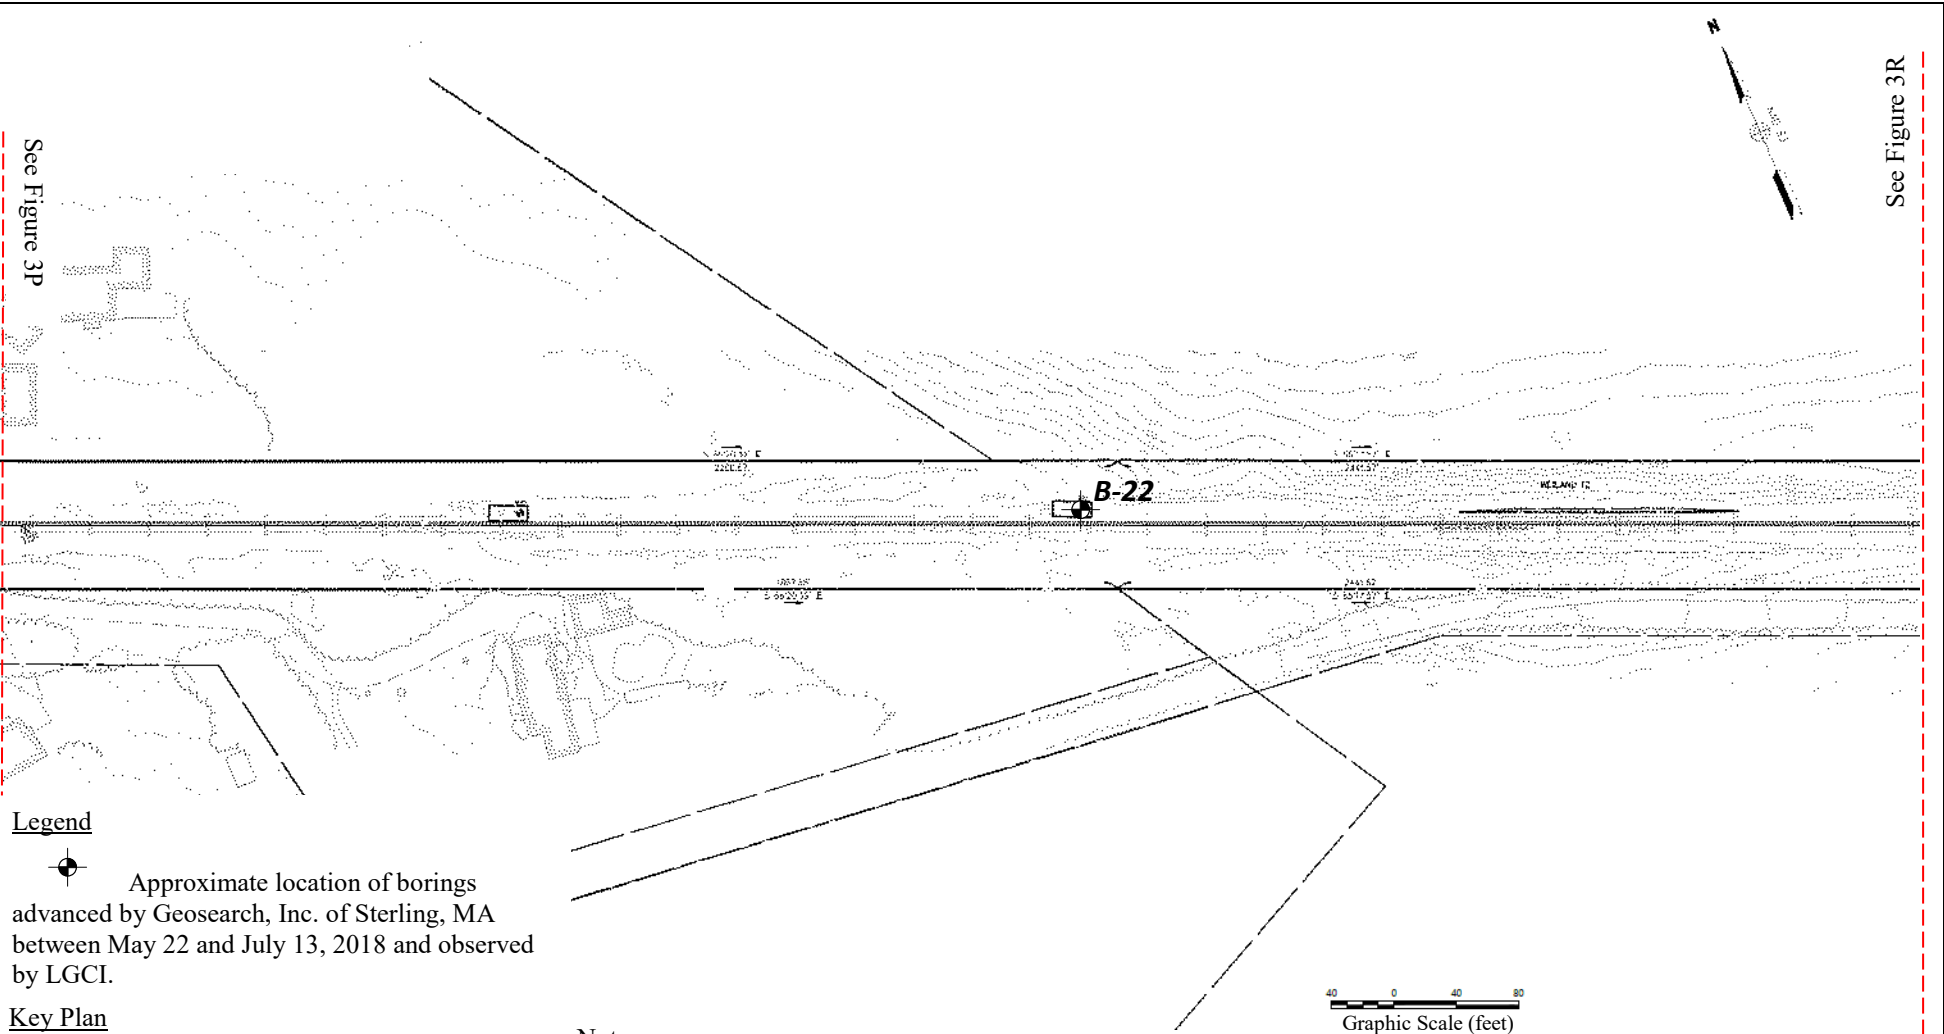 N
See Figure 3P
See Figure 3R
B-22
Legend
Approximate location of borings
advanced by Geosearch, Inc. of Sterling, MA
between May 22 and July 13, 2018 and observed
by LGCI.
Key Plan
40 0 40 80
Graphic Scale (feet)